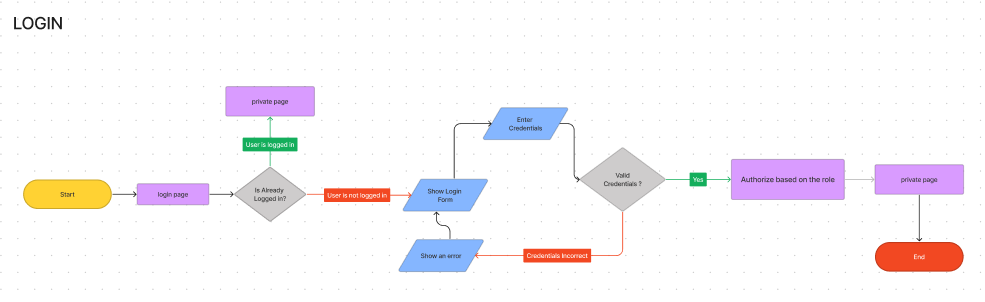 LOGIN
private page
User is logged in
Start
login page
Is Already
Logged in?
User is not logged in
Show Login
Form
Enter
Credentials
Valid
Credentials ?
Yes
Authorize based on the role
private page
Show an error
Credentials Incorrect
End